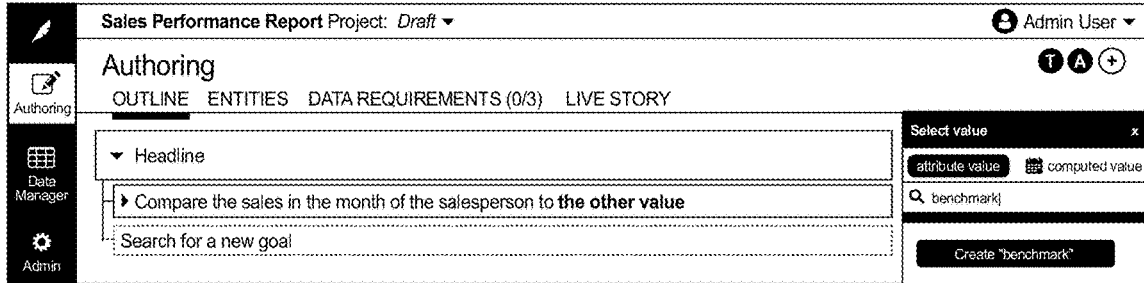 Sales Performance Report Project: Draft
Admin User
Authoring
T A +
OUTLINE ENTITIES DATA REQUIREMENTS (0/3) LIVE STORY
Authoring
Data
Manager
Admin
Headline
Compare the sales in the month of the salesperson to the other value
Search for a new goal
Select value x
attribute value computed value
benchmark
Create "benchmark"